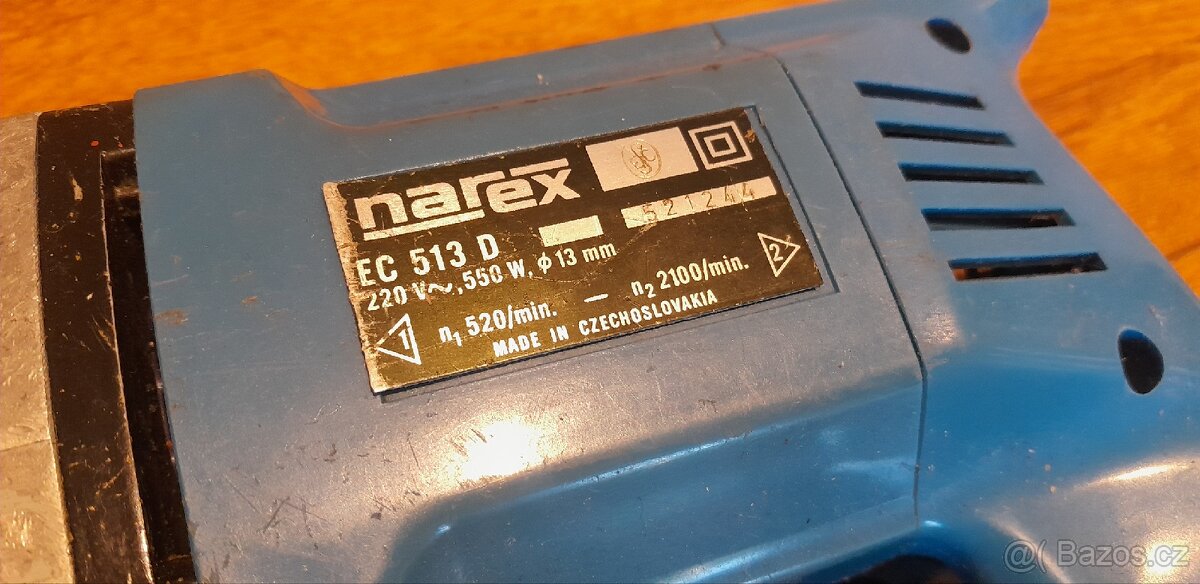 narex
521244
EC 513 D
220 V~, 550 W, ϕ 13 mm
1 n₁ 520/min. — n₂ 2100/min. 2
MADE IN CZECHOSLOVAKIA
@( Bazos.cz